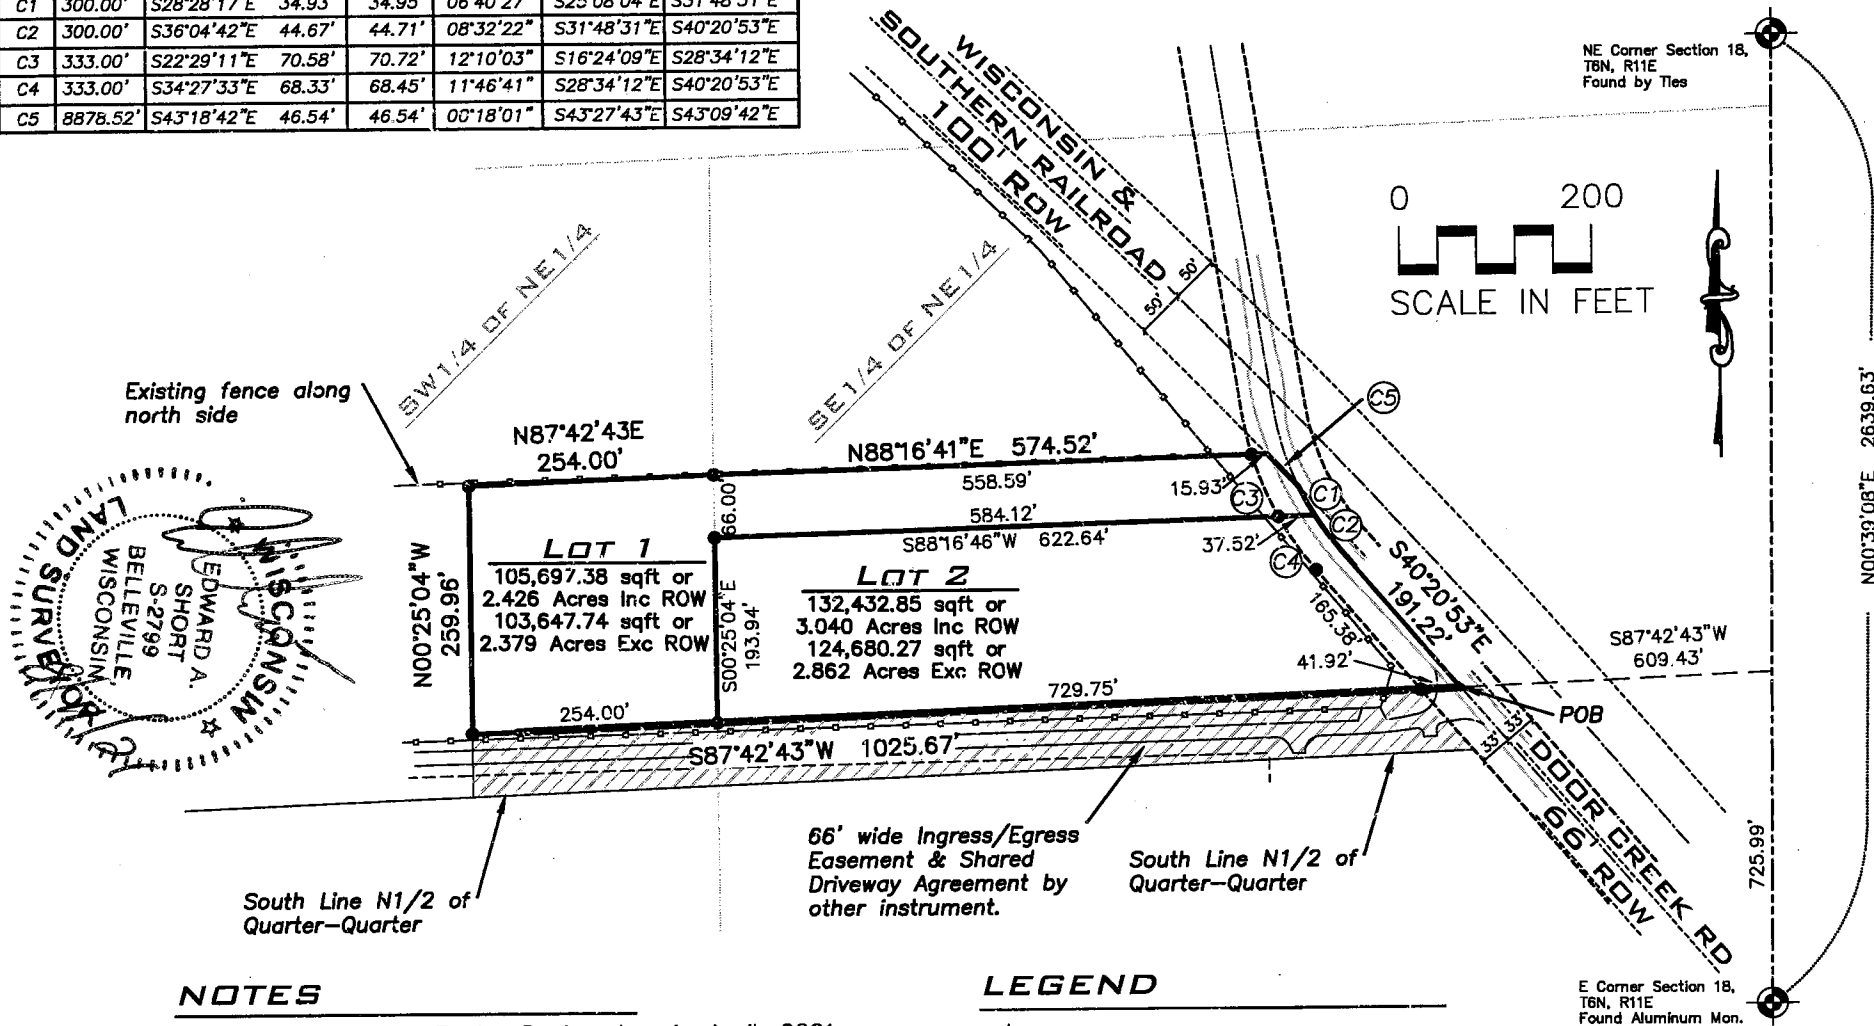 C1 300.00' S28°28'17"E 34.93' 34.95' 06°40'27" S25°08'04"E S31°48'31"E
C2 300.00' S36°04'42"E 44.67' 44.71' 08°32'22" S31°48'31"E S40°20'53"E
C3 333.00' S22°29'11"E 70.58' 70.72' 12°10'03" S16°24'09"E S28°34'12"E
C4 333.00' S34°27'33"E 68.33' 68.45' 11°46'41" S28°34'12"E S40°20'53"E
C5 8878.52' S43°18'42"E 46.54' 46.54' 00°18'01" S43°27'43"E S43°09'42"E
WISCONSIN &
SOUTHERN RAILROAD
100' ROW
50'
50'
NE Corner Section 18,
T6N, R11E
Found by Ties
0 200
SCALE IN FEET
N00°39'08"E 2639.63'
SW1/4 OF NE1/4
SE1/4 OF NE1/4
Existing fence along
north side
N87°42'43E
254.00'
N88°16'41"E 574.52'
558.59'
15.93'
C5
C3
C1
C2
C4
66.00'
584.12'
S88°16'46"W 622.64'
37.52'
LOT 1
105,697.38 sqft or
2.426 Acres Inc ROW
103,647.74 sqft or
2.379 Acres Exc ROW
LOT 2
132,432.85 sqft or
3.040 Acres Inc ROW
124,680.27 sqft or
2.862 Acres Exc ROW
N00°25'04"W
259.96'
S00°25'04"E
193.94'
S40°20'53"E
191.22'
165.38'
41.92'
S87°42'43"W
609.43'
729.75'
254.00'
S87°42'43"W 1025.67'
POB
33'
33'
DOOR CREEK RD
66' ROW
WISCONSIN
LAND SURVEYOR
EDWARD A.
SHORT
S-2799
BELLEVILLE,
WISCONSIN
66' wide Ingress/Egress
Easement & Shared
Driveway Agreement by
other instrument.
South Line N1/2 of
Quarter-Quarter
South Line N1/2 of
Quarter-Quarter
725.99'
NOTES
LEGEND
E Corner Section 18,
T6N, R11E
Found Aluminum Mon.